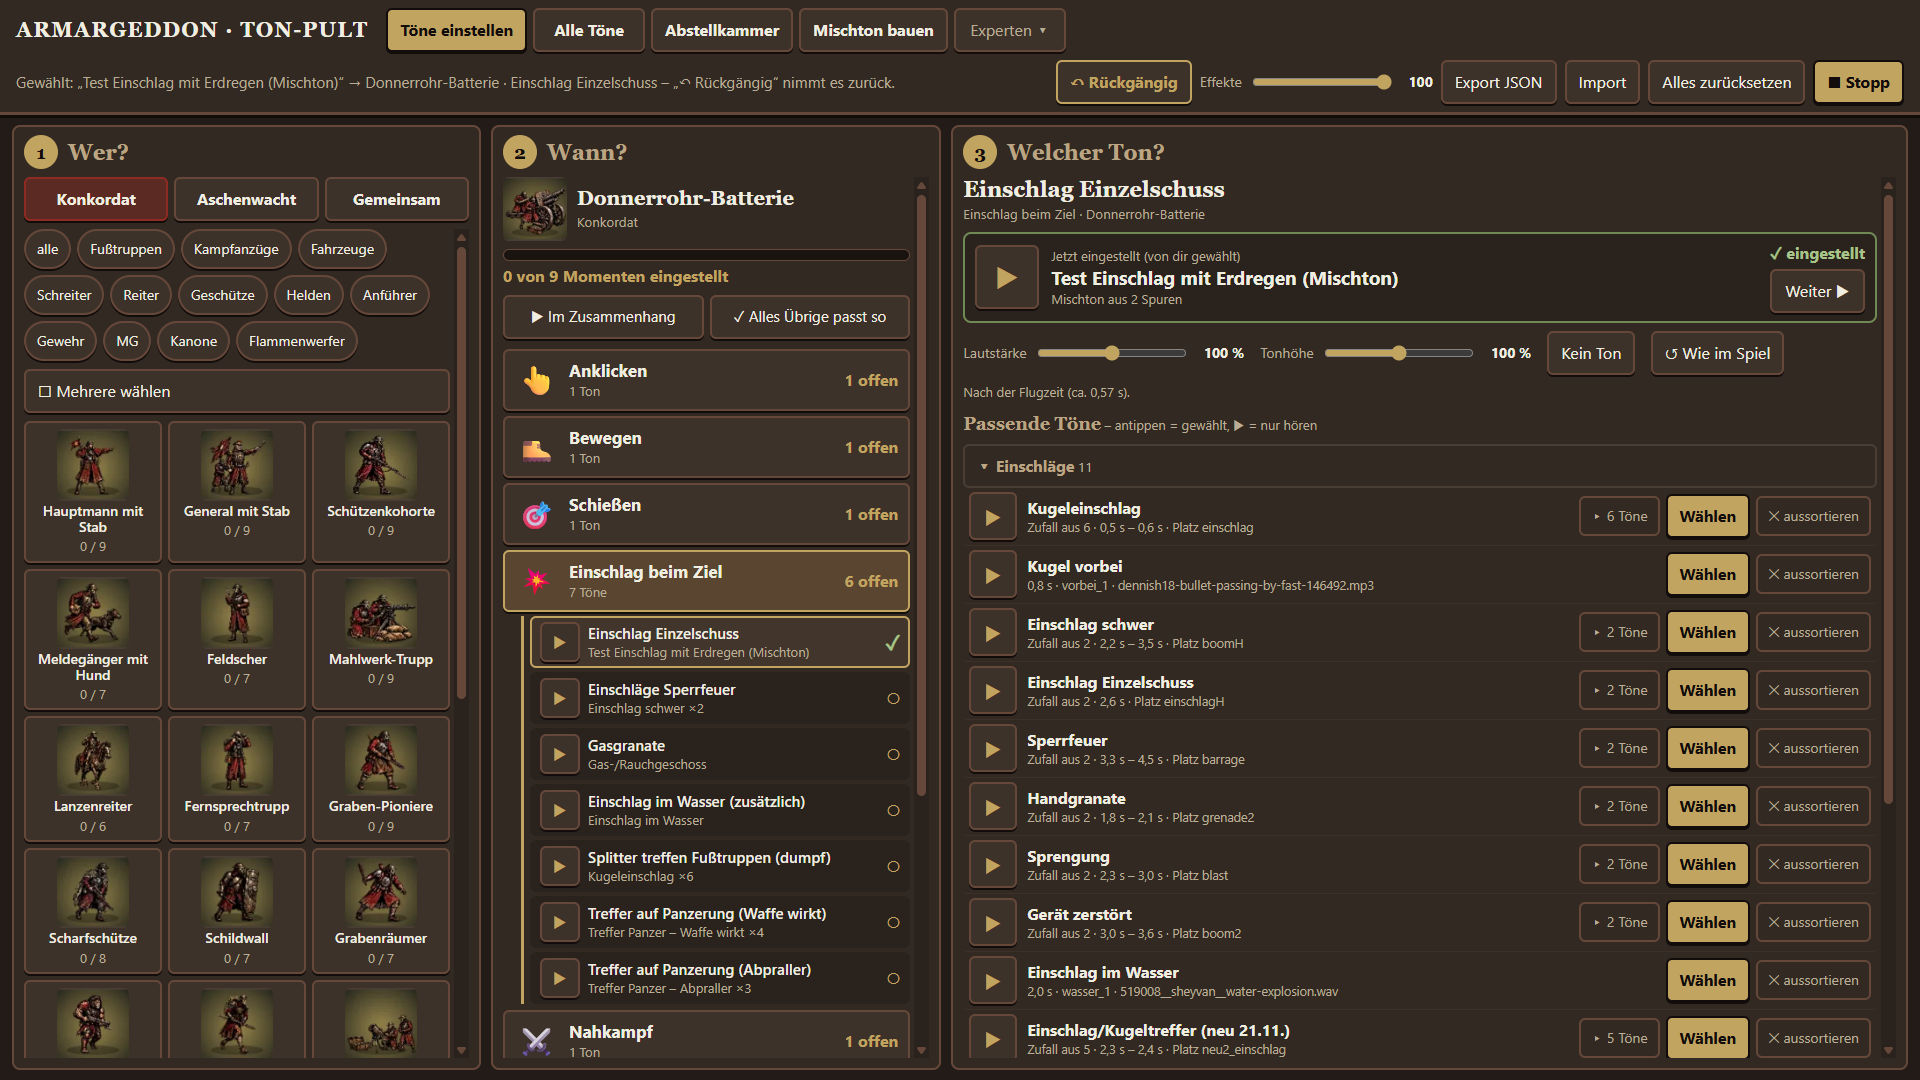 ARMARGEDDON · TON-PULT
Töne einstellen
Alle Töne
Abstellkammer
Mischton bauen
Experten ▾
Gewählt: „Test Einschlag mit Erdregen (Mischton)“ → Donnerrohr-Batterie · Einschlag Einzelschuss – „↶ Rückgängig“ nimmt es zurück.
↶ Rückgängig
Effekte
100
Export JSON
Import
Alles zurücksetzen
■ Stopp
1 Wer?
Konkordat
Aschenwacht
Gemeinsam
alle
Fußtruppen
Kampfanzüge
Fahrzeuge
Schreiter
Reiter
Geschütze
Helden
Anführer
Gewehr
MG
Kanone
Flammenwerfer
☐ Mehrere wählen
Hauptmann mit Stab
0 / 9
General mit Stab
0 / 9
Schützenkohorte
0 / 9
Meldegänger mit Hund
0 / 7
Feldscher
0 / 7
Mahlwerk-Trupp
0 / 9
Lanzenreiter
0 / 6
Fernsprechtrupp
0 / 7
Graben-Pioniere
0 / 9
Scharfschütze
0 / 8
Schildwall
0 / 7
Grabenräumer
0 / 7
2 Wann?
Donnerrohr-Batterie
Konkordat
0 von 9 Momenten eingestellt
▶ Im Zusammenhang
✓ Alles Übrige passt so
Anklicken
1 Ton
1 offen
Bewegen
1 Ton
1 offen
Schießen
1 Ton
1 offen
Einschlag beim Ziel
7 Töne
6 offen
Einschlag Einzelschuss
Test Einschlag mit Erdregen (Mischton)
✓
Einschläge Sperrfeuer
Einschlag schwer ×2
Gasgranate
Gas-/Rauchgeschoss
Einschlag im Wasser (zusätzlich)
Einschlag im Wasser
Splitter treffen Fußtruppen (dumpf)
Kugeleinschlag ×6
Treffer auf Panzerung (Waffe wirkt)
Treffer Panzer – Waffe wirkt ×4
Treffer auf Panzerung (Abpraller)
Treffer Panzer – Abpraller ×3
Nahkampf
1 Ton
1 offen
3 Welcher Ton?
Einschlag Einzelschuss
Einschlag beim Ziel · Donnerrohr-Batterie
Jetzt eingestellt (von dir gewählt)
Test Einschlag mit Erdregen (Mischton)
Mischton aus 2 Spuren
✓ eingestellt
Weiter ▶
Lautstärke
100 %
Tonhöhe
100 %
Kein Ton
↺ Wie im Spiel
Nach der Flugzeit (ca. 0,57 s).
Passende Töne – antippen = gewählt, ▶ = nur hören
▾ Einschläge 11
Kugeleinschlag
Zufall aus 6 · 0,5 s – 0,6 s · Platz einschlag
▸ 6 Töne
Wählen
✕ aussortieren
Kugel vorbei
0,8 s · vorbei_1 · dennish18-bullet-passing-by-fast-146492.mp3
Wählen
✕ aussortieren
Einschlag schwer
Zufall aus 2 · 2,2 s – 3,5 s · Platz boomH
▸ 2 Töne
Wählen
✕ aussortieren
Einschlag Einzelschuss
Zufall aus 2 · 2,6 s · Platz einschlagH
▸ 2 Töne
Wählen
✕ aussortieren
Sperrfeuer
Zufall aus 2 · 3,3 s – 4,5 s · Platz barrage
▸ 2 Töne
Wählen
✕ aussortieren
Handgranate
Zufall aus 2 · 1,8 s – 2,1 s · Platz grenade2
▸ 2 Töne
Wählen
✕ aussortieren
Sprengung
Zufall aus 2 · 2,3 s – 3,0 s · Platz blast
▸ 2 Töne
Wählen
✕ aussortieren
Gerät zerstört
Zufall aus 2 · 3,0 s – 3,6 s · Platz boom2
▸ 2 Töne
Wählen
✕ aussortieren
Einschlag im Wasser
2,0 s · wasser_1 · 519008__sheyvan__water-explosion.wav
Wählen
✕ aussortieren
Einschlag/Kugeltreffer (neu 21.11.)
Zufall aus 5 · 2,3 s – 2,4 s · Platz neu2_einschlag
▸ 5 Töne
Wählen
✕ aussortieren